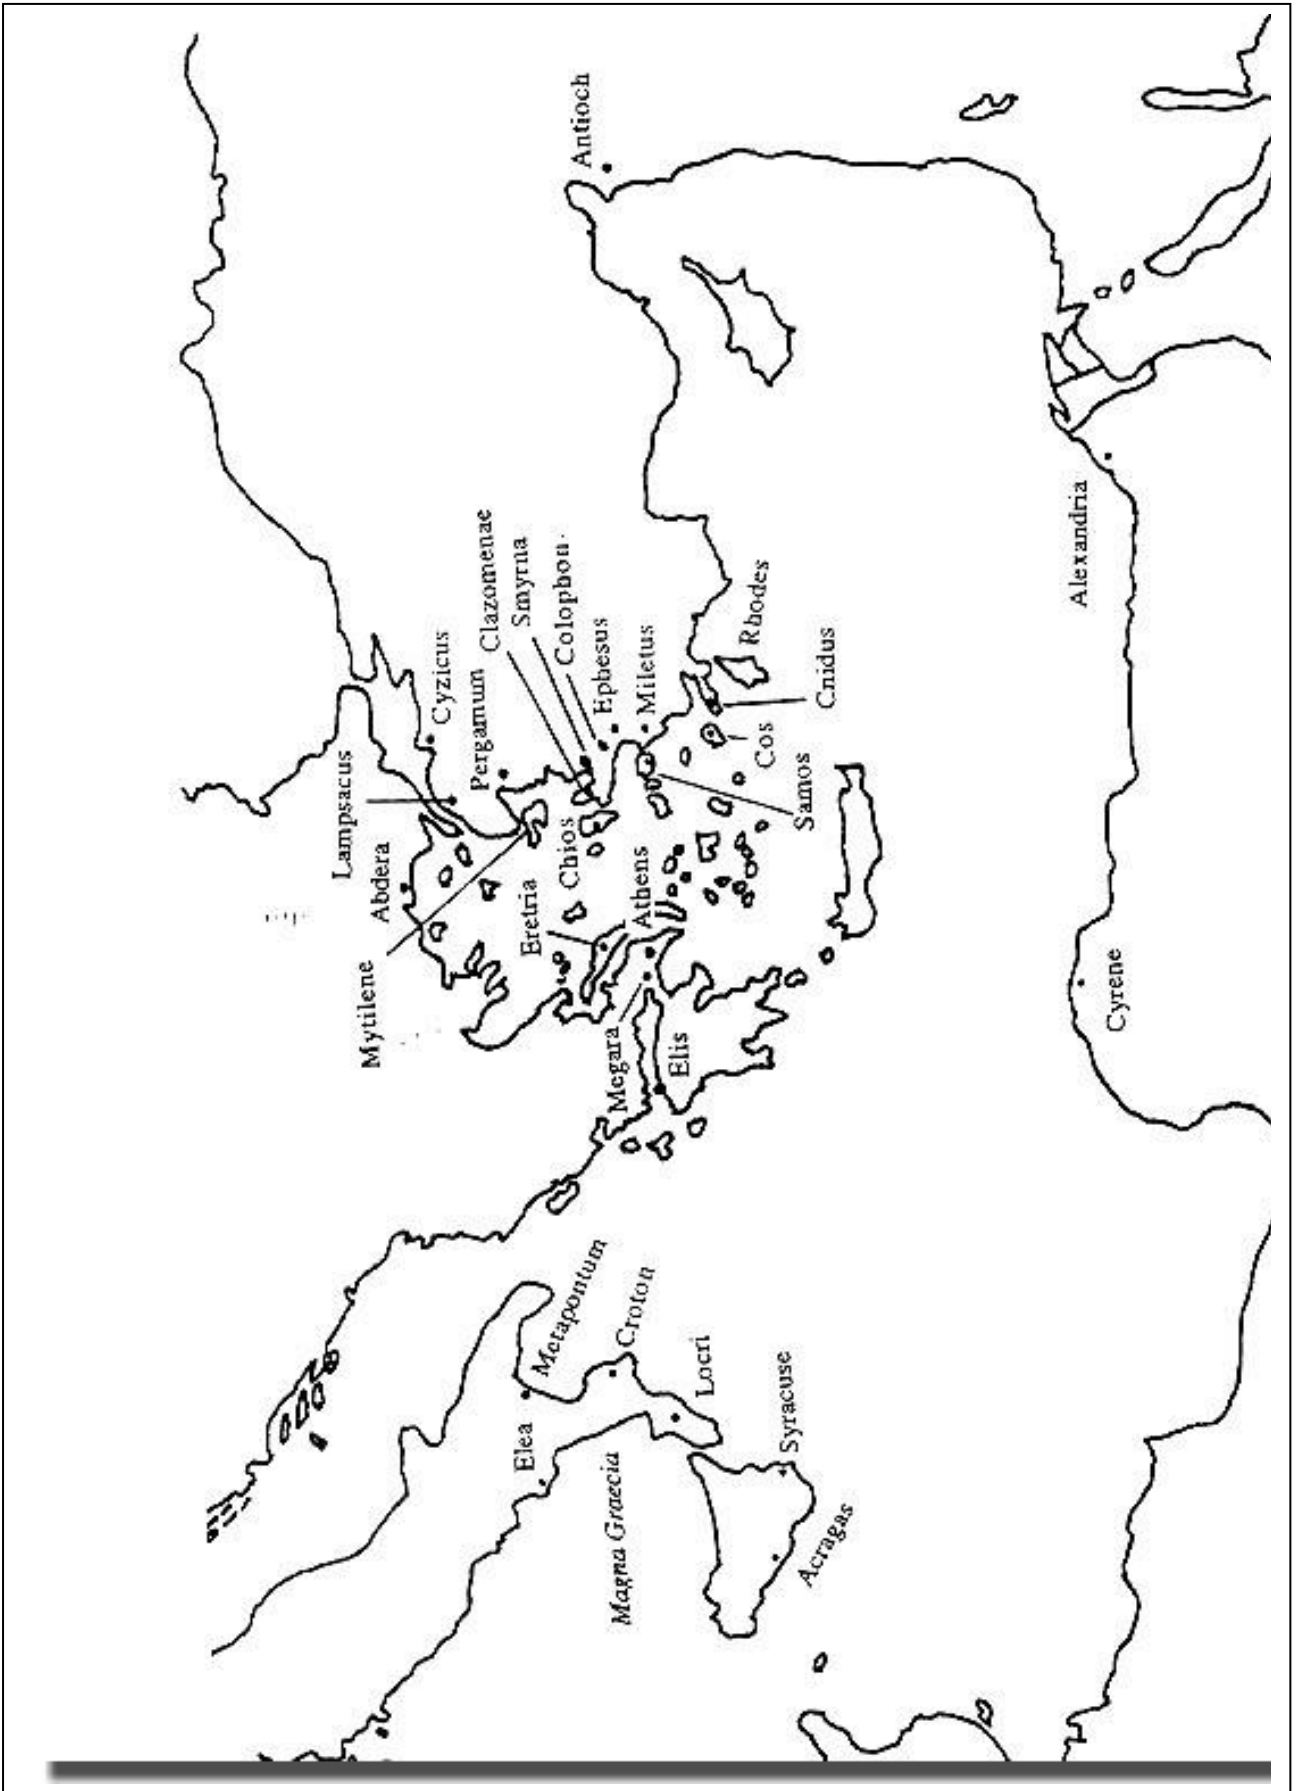 Antioch
Lampsacus
Cyzicus
Abdera
Pergamum
Clazomenae
Smyrna
Colophon
Mytilene
Chios
Ephesus
Eretria
Athens
Miletus
Megara
Elis
Rhodes
Cnidus
Cos
Samos
Alexandria
Cyrene
Metapontum
Croton
Elea
Locri
Magna Graecia
Syracuse
Acragas